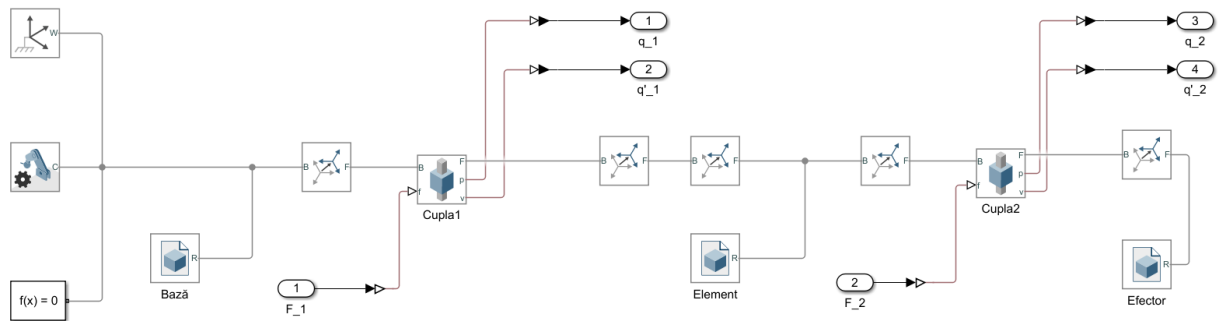 1
q_1
3
q_2
W
2
q'_1
4
q'_2
C
B
F
B
F
p
v
f
Cupla1
B
F
B
F
B
F
B
F
p
v
f
Cupla2
B
F
R
Bază
R
Element
R
Efector
f(x) = 0
1
F_1
2
F_2